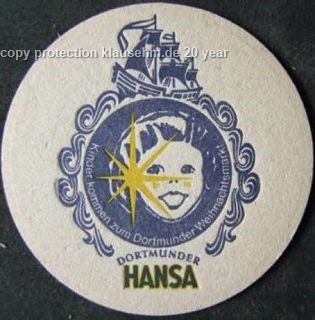 copy protection klausehm.de 20 year
Kinder kommen zum Dortmunder Weihnachtsmarkt
DORTMUNDER
HANSA